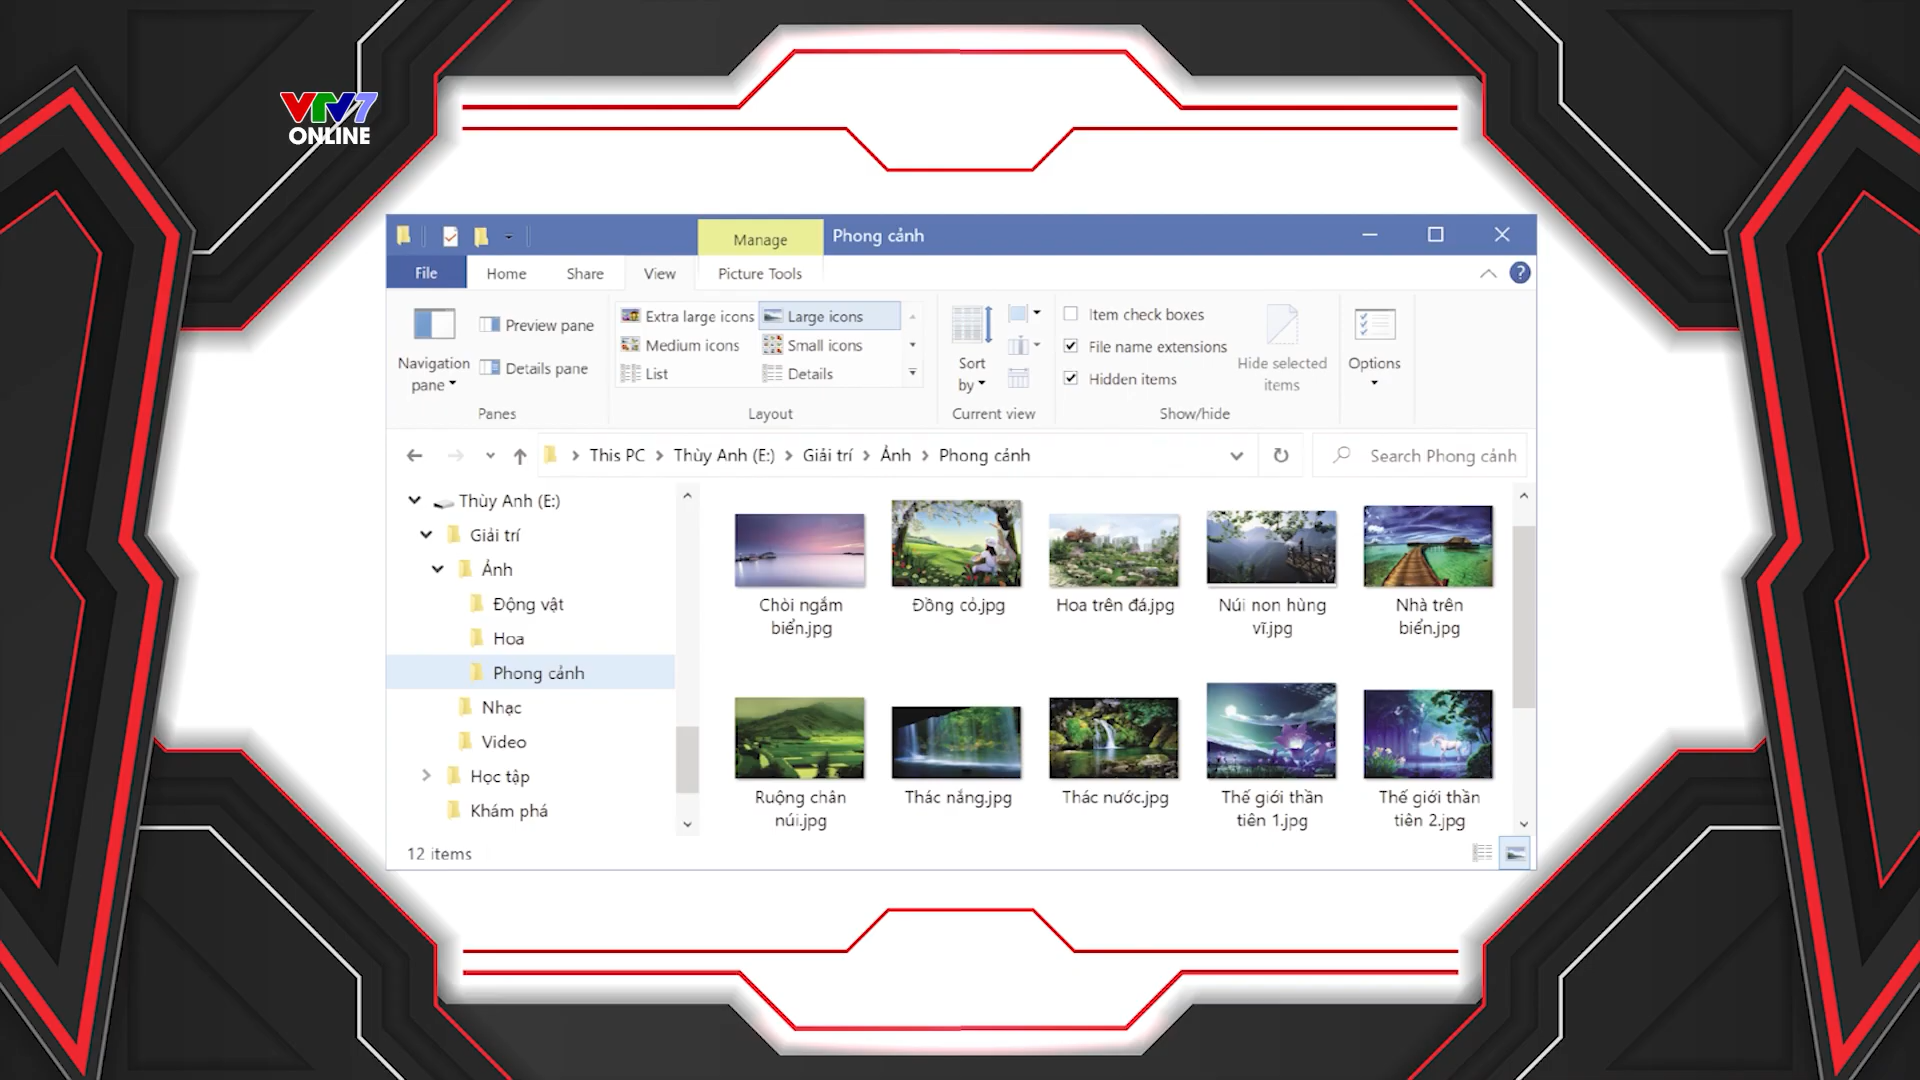 VTV7
ONLINE
Manage
Phong cảnh
File
Home
Share
View
Picture Tools
Navigation
pane
Preview pane
Details pane
Panes
Extra large icons
Large icons
Medium icons
Small icons
List
Details
Layout
Sort
by
Current view
Item check boxes
File name extensions
Hidden items
Hide selected
items
Show/hide
Options
This PC > Thùy Anh (E:) > Giải trí > Ảnh > Phong cảnh
Search Phong cảnh
Thùy Anh (E:)
Giải trí
Ảnh
Động vật
Hoa
Phong cảnh
Nhạc
Video
Học tập
Khám phá
Chòi ngắm
biển.jpg
Đồng cỏ.jpg
Hoa trên đá.jpg
Núi non hùng
vĩ.jpg
Nhà trên
biển.jpg
Ruộng chân
núi.jpg
Thác nắng.jpg
Thác nước.jpg
Thế giới thần
tiên 1.jpg
Thế giới thần
tiên 2.jpg
12 items